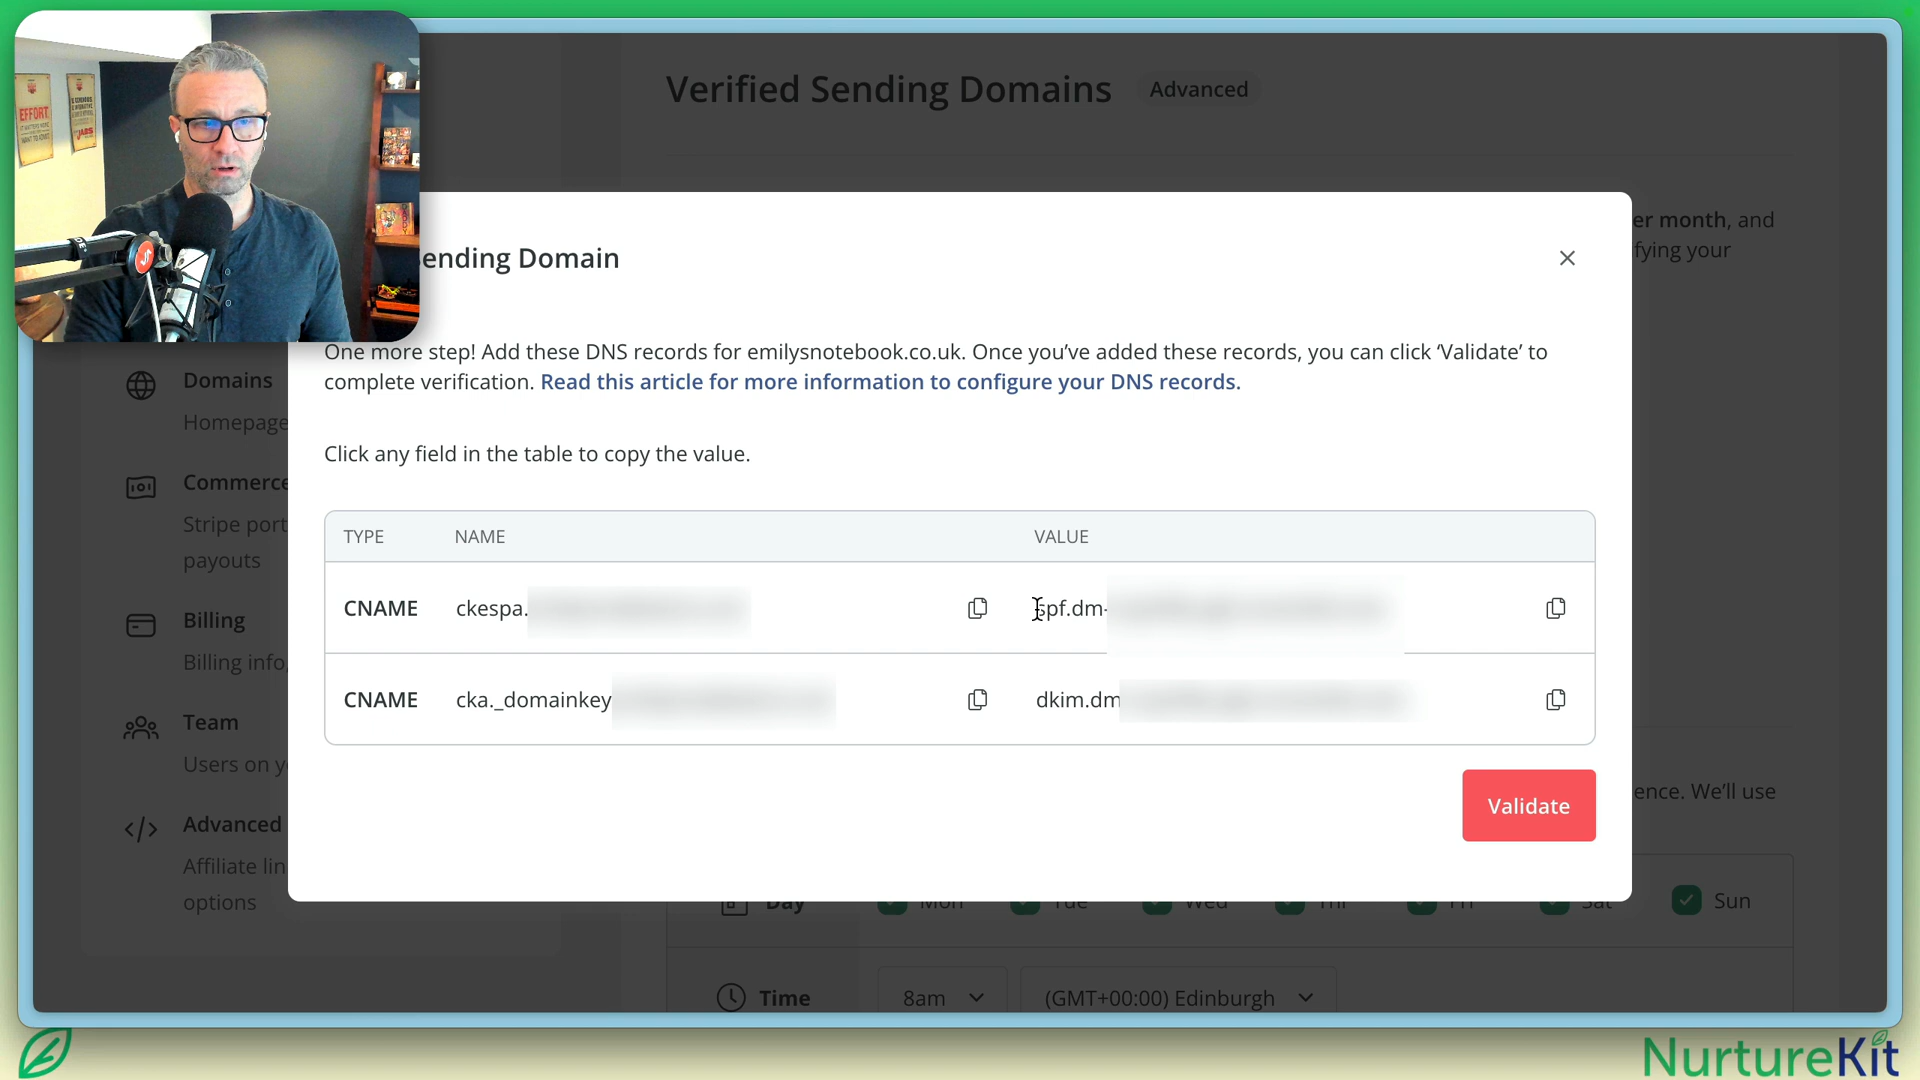 EFFORT
JABS
Verified Sending Domains
Advanced
er month, and
fying your
ending Domain
One more step! Add these DNS records for emilysnotebook.co.uk. Once you've added these records, you can click 'Validate' to
complete verification. Read this article for more information to configure your DNS records.
Click any field in the table to copy the value.
TYPE NAME VALUE
CNAME ckespa. spf.dm-
CNAME cka._domainkey dkim.dm
Validate
Domains
Homepage
Commerce
Stripe port
payouts
Billing
Billing info,
Team
Users on y
Advanced
Affiliate lin
options
ence. We'll use
Day Mon Tue Wed Thu Fri Sat Sun
Time 8am (GMT+00:00) Edinburgh
NurtureKit